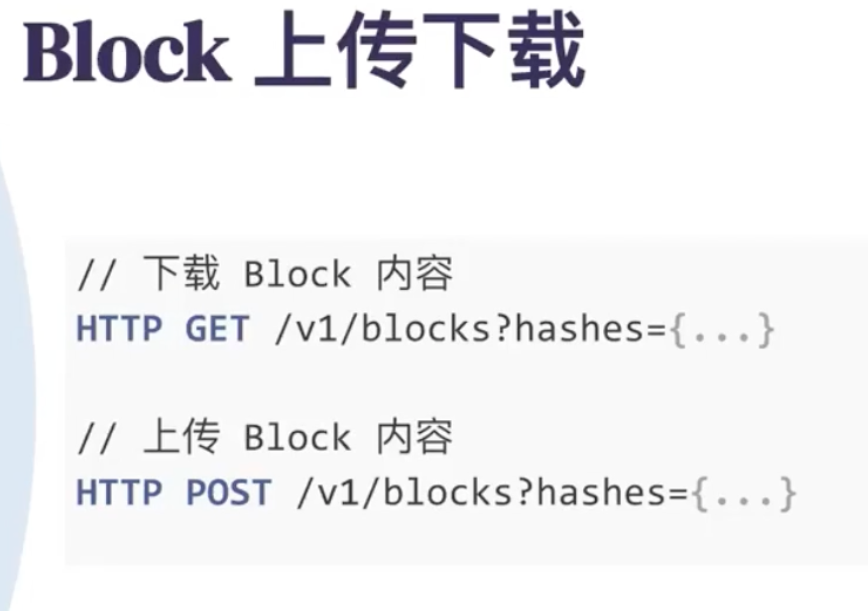 Block 上传下载
// 下载 Block 内容
HTTP GET /v1/blocks?hashes={...}
// 上传 Block 内容
HTTP POST /v1/blocks?hashes={...}